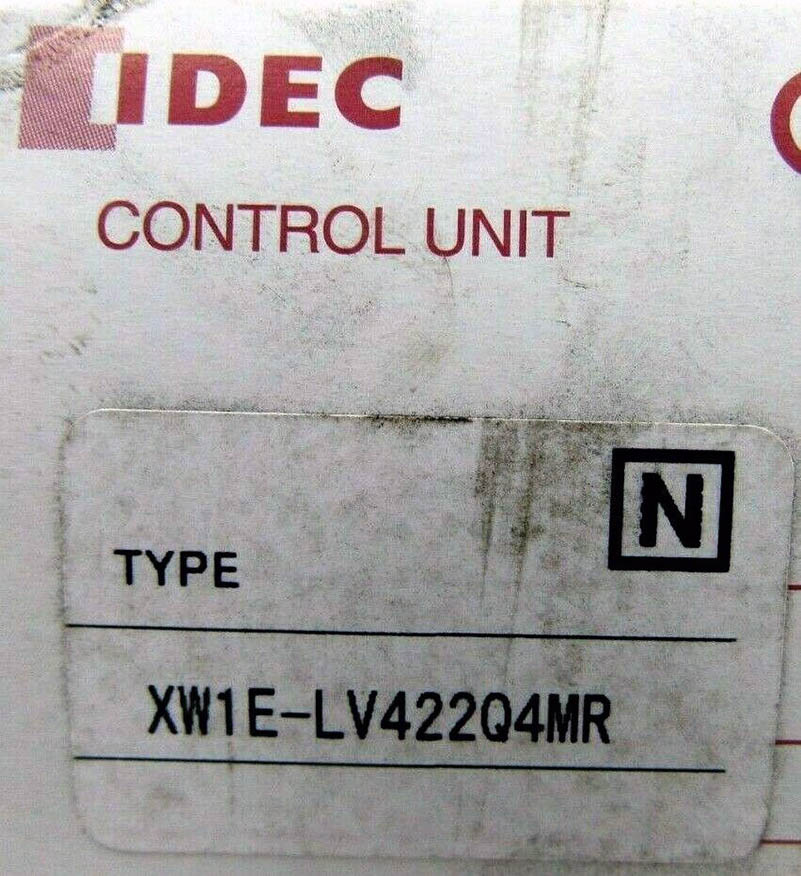 IDEC
CONTROL UNIT
N
TYPE
XW1E-LV422Q4MR